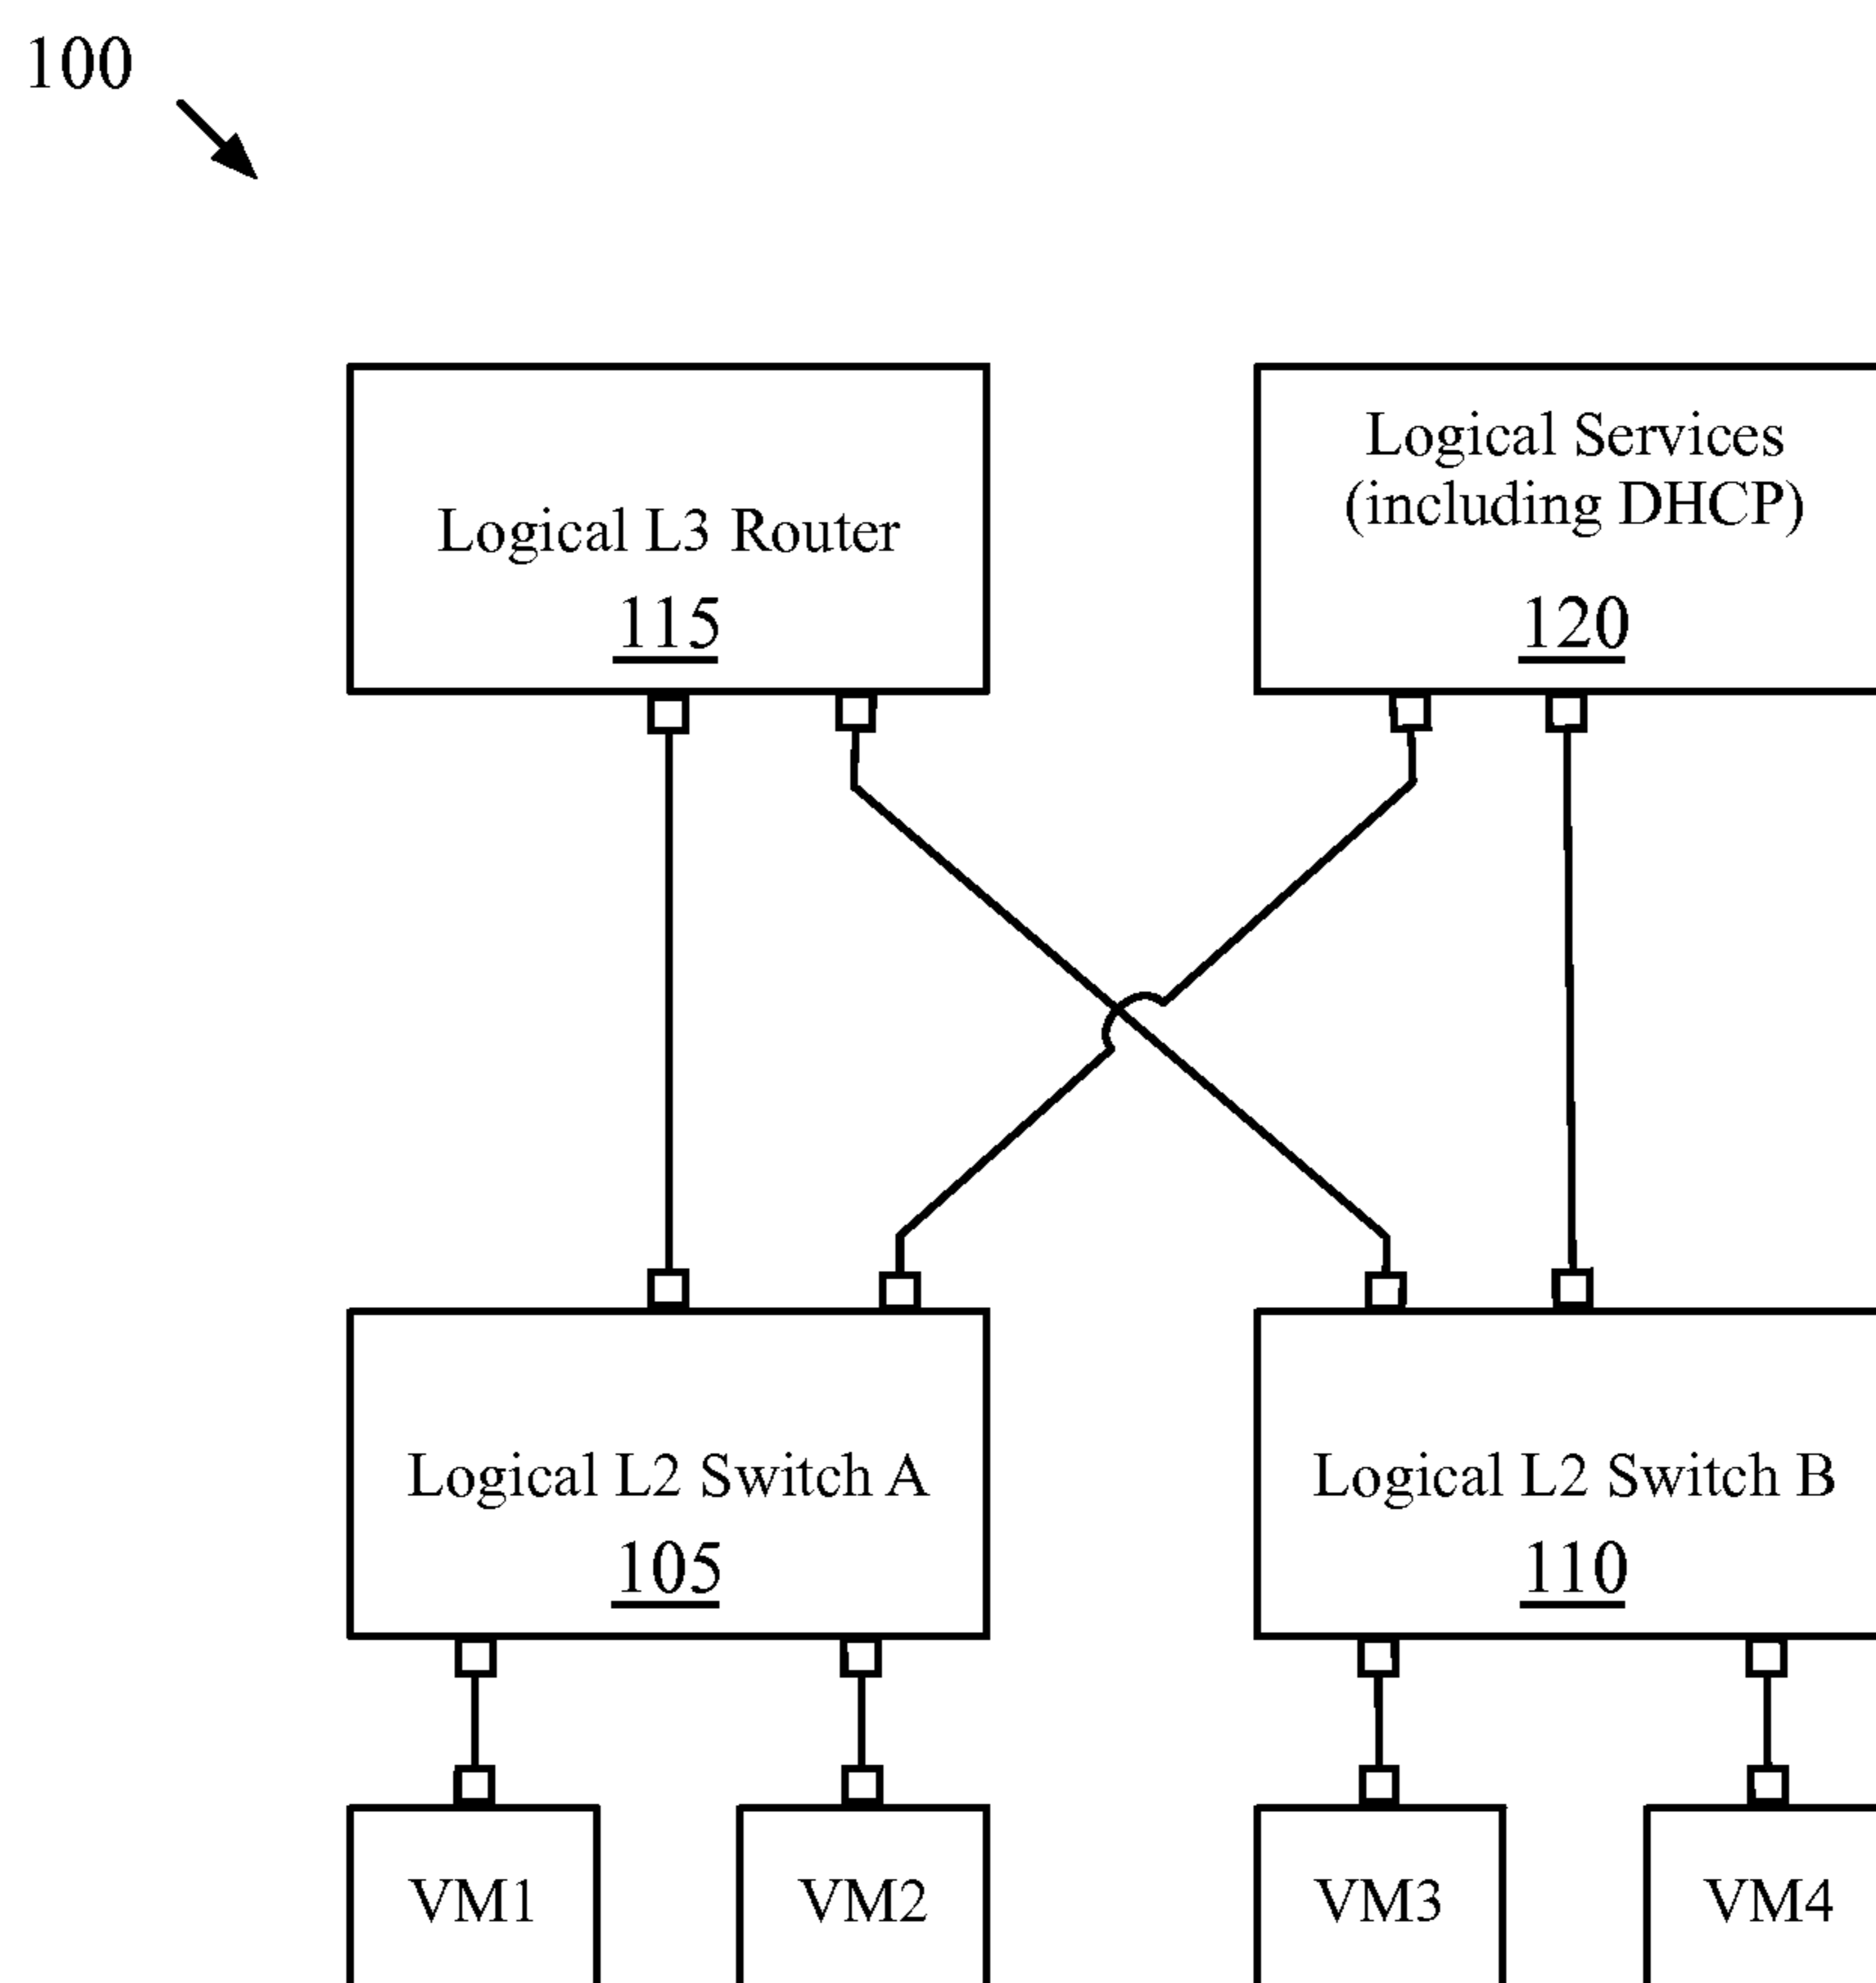 100
Logical L3 Router
115
Logical Services
(including DHCP)
120
Logical L2 Switch A
105
Logical L2 Switch B
110
VM1
VM2
VM3
VM4